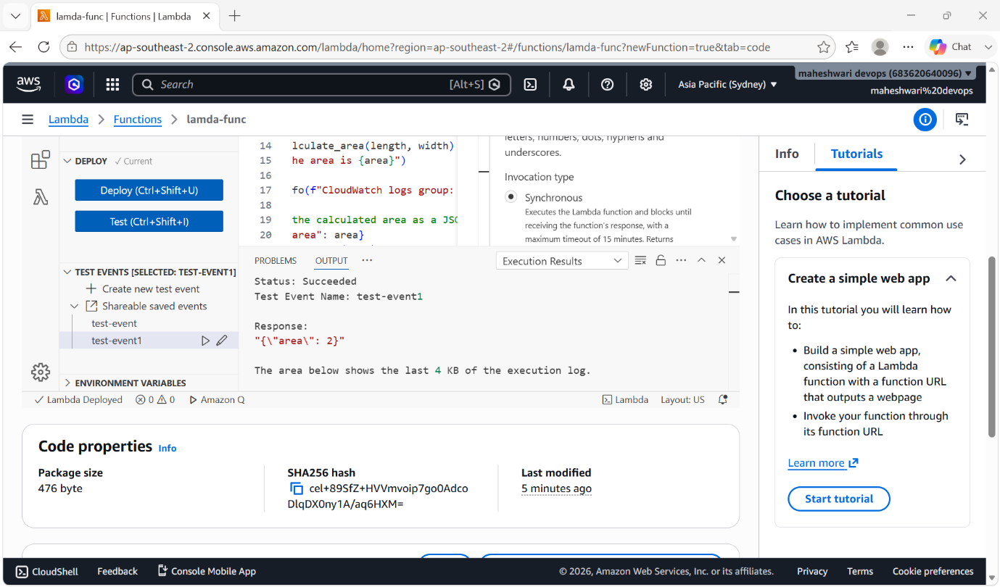 lamda-func | Functions | Lambda
https://ap-southeast-2.console.aws.amazon.com/lambda/home?region=ap-southeast-2#/functions/lamda-func?newFunction=true&tab=code
Chat
aws
Search
[Alt+S]
Asia Pacific (Sydney)
maheshwari devops (683620640096)
maheshwari%20devops
Lambda
Functions
lamda-func
DEPLOY
Current
Deploy (Ctrl+Shift+U)
Test (Ctrl+Shift+I)
TEST EVENTS [SELECTED: TEST-EVENT1]
Create new test event
Shareable saved events
test-event
test-event1
ENVIRONMENT VARIABLES
14 lculate_area(length, width)
15 he area is {area}")
16
17 fo(f"CloudWatch logs group:
18
19 the calculated area as a JSO
20 area": area}
letters, numbers, dots, hyphens and
underscores.
Invocation type
Synchronous
Executes the Lambda function and blocks until
receiving the function's response, with a
maximum timeout of 15 minutes. Returns
PROBLEMS
OUTPUT
Execution Results
Status: Succeeded
Test Event Name: test-event1
Response:
"{\"area\": 2}"
The area below shows the last 4 KB of the execution log.
Lambda Deployed
0
0
Amazon Q
Lambda
Layout: US
Code properties
Info
Package size
476 byte
SHA256 hash
cel+89SfZ+HVVmvoip7go0Adco
DlqDX0ny1A/aq6HXM=
Last modified
5 minutes ago
Info
Tutorials
Choose a tutorial
Learn how to implement common use
cases in AWS Lambda.
Create a simple web app
In this tutorial you will learn how
to:
• Build a simple web app,
consisting of a Lambda
function with a function URL
that outputs a webpage
• Invoke your function through
its function URL
Learn more
Start tutorial
CloudShell
Feedback
Console Mobile App
© 2026, Amazon Web Services, Inc. or its affiliates.
Privacy
Terms
Cookie preferences